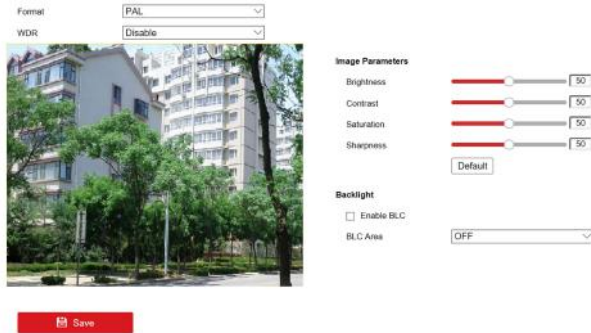 Format PAL
WDR Disable
Image Parameters
Brightness 50
Contrast 50
Saturation 50
Sharpness 50
Default
Backlight
Enable BLC
BLC Area OFF
Save